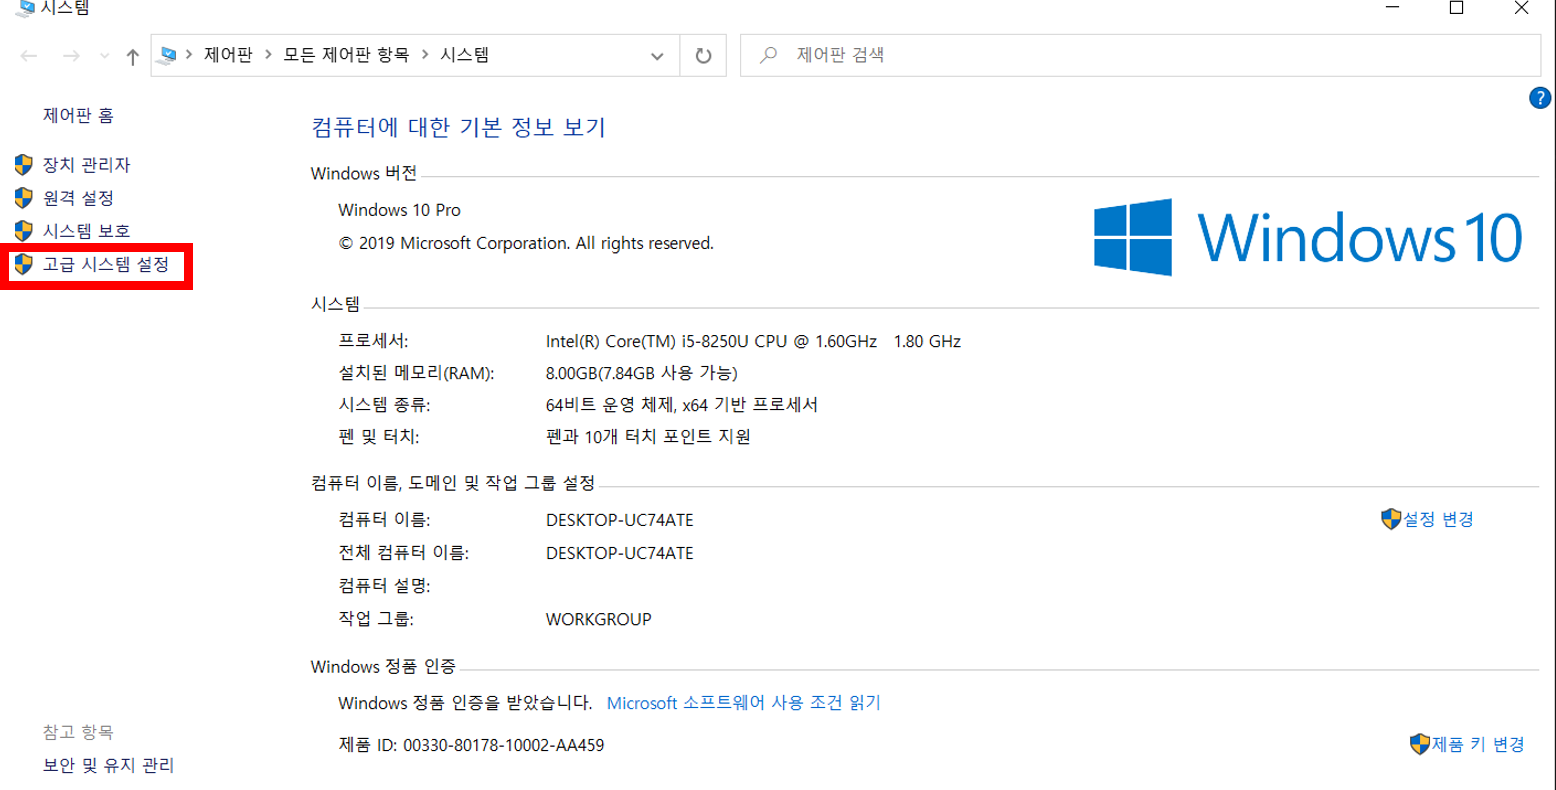 시스템
제어판 > 모든 제어판 항목 > 시스템
제어판 검색
?
제어판 홈
장치 관리자
원격 설정
시스템 보호
고급 시스템 설정
컴퓨터에 대한 기본 정보 보기
Windows 버전
Windows 10 Pro
© 2019 Microsoft Corporation. All rights reserved.
Windows 10
시스템
프로세서: Intel(R) Core(TM) i5-8250U CPU @ 1.60GHz 1.80 GHz
설치된 메모리(RAM): 8.00GB(7.84GB 사용 가능)
시스템 종류: 64비트 운영 체제, x64 기반 프로세서
펜 및 터치: 펜과 10개 터치 포인트 지원
컴퓨터 이름, 도메인 및 작업 그룹 설정
컴퓨터 이름: DESKTOP-UC74ATE 설정 변경
전체 컴퓨터 이름: DESKTOP-UC74ATE
컴퓨터 설명:
작업 그룹: WORKGROUP
Windows 정품 인증
Windows 정품 인증을 받았습니다. Microsoft 소프트웨어 사용 조건 읽기
제품 ID: 00330-80178-10002-AA459 제품 키 변경
참고 항목
보안 및 유지 관리